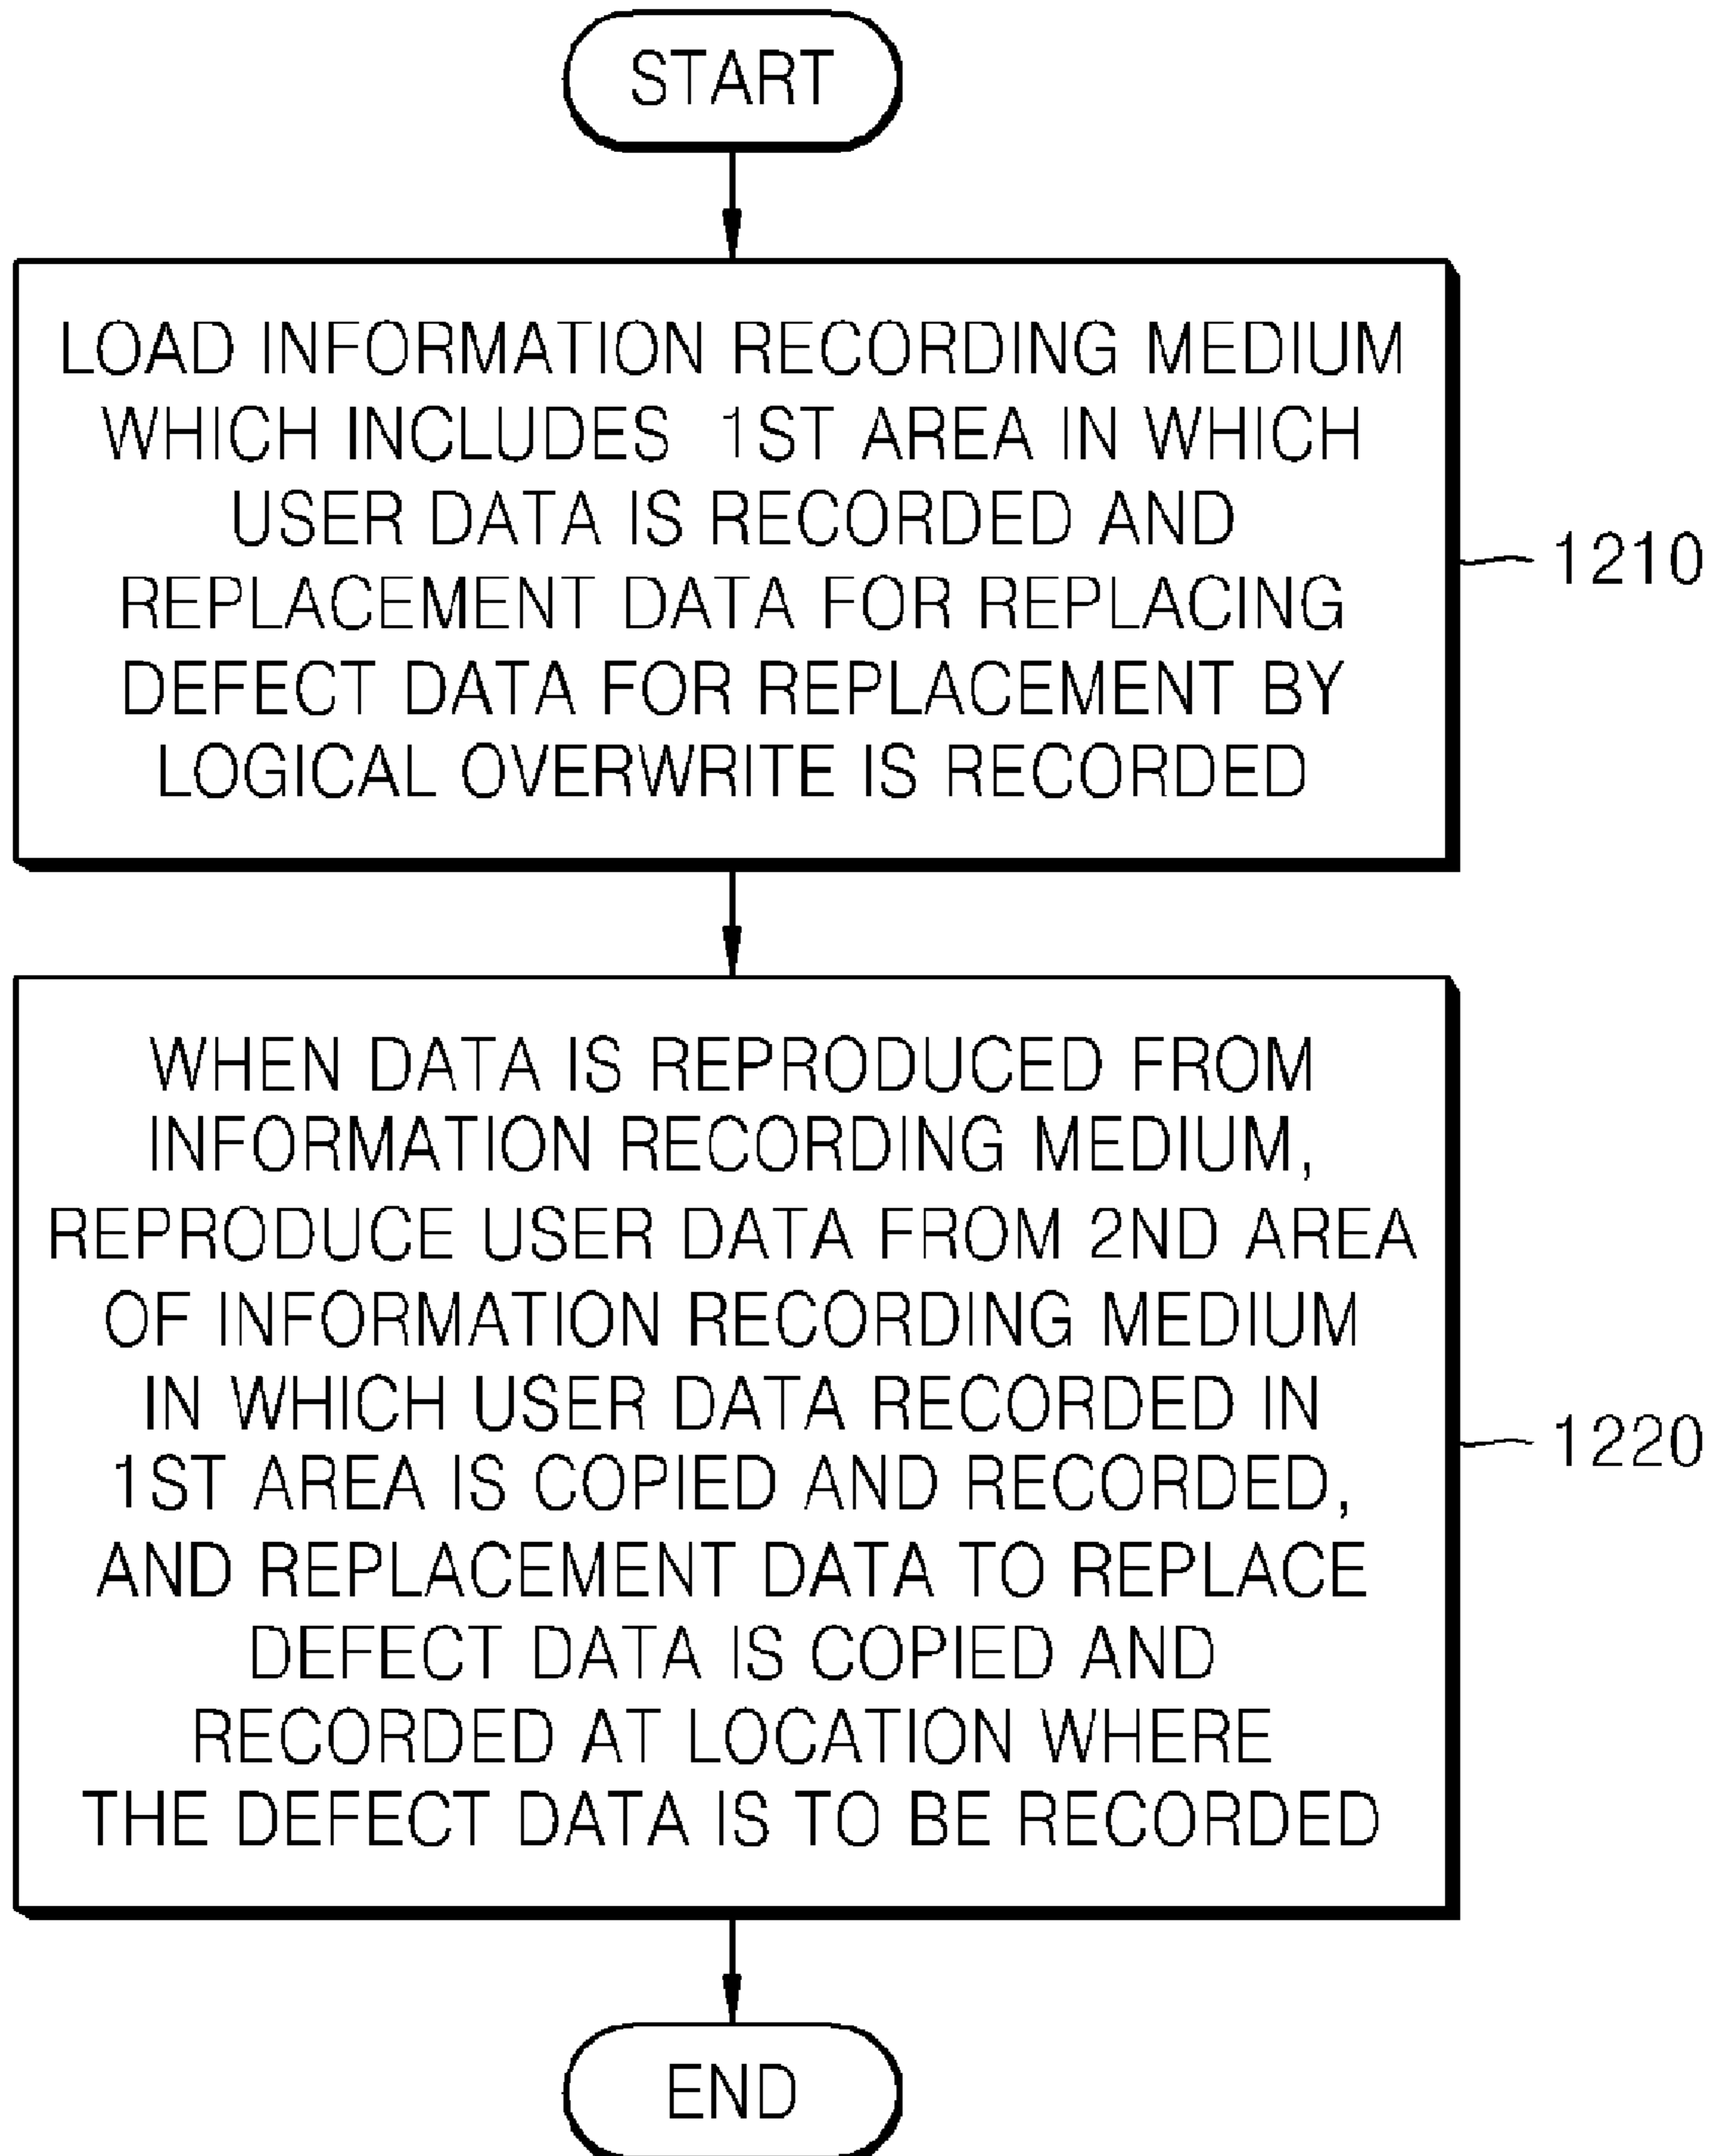 START
LOAD INFORMATION RECORDING MEDIUM
WHICH INCLUDES 1ST AREA IN WHICH
USER DATA IS RECORDED AND
REPLACEMENT DATA FOR REPLACING
DEFECT DATA FOR REPLACEMENT BY
LOGICAL OVERWRITE IS RECORDED
1210
WHEN DATA IS REPRODUCED FROM
INFORMATION RECORDING MEDIUM,
REPRODUCE USER DATA FROM 2ND AREA
OF INFORMATION RECORDING MEDIUM
IN WHICH USER DATA RECORDED IN
1ST AREA IS COPIED AND RECORDED,
AND REPLACEMENT DATA TO REPLACE
DEFECT DATA IS COPIED AND
RECORDED AT LOCATION WHERE
THE DEFECT DATA IS TO BE RECORDED
1220
END